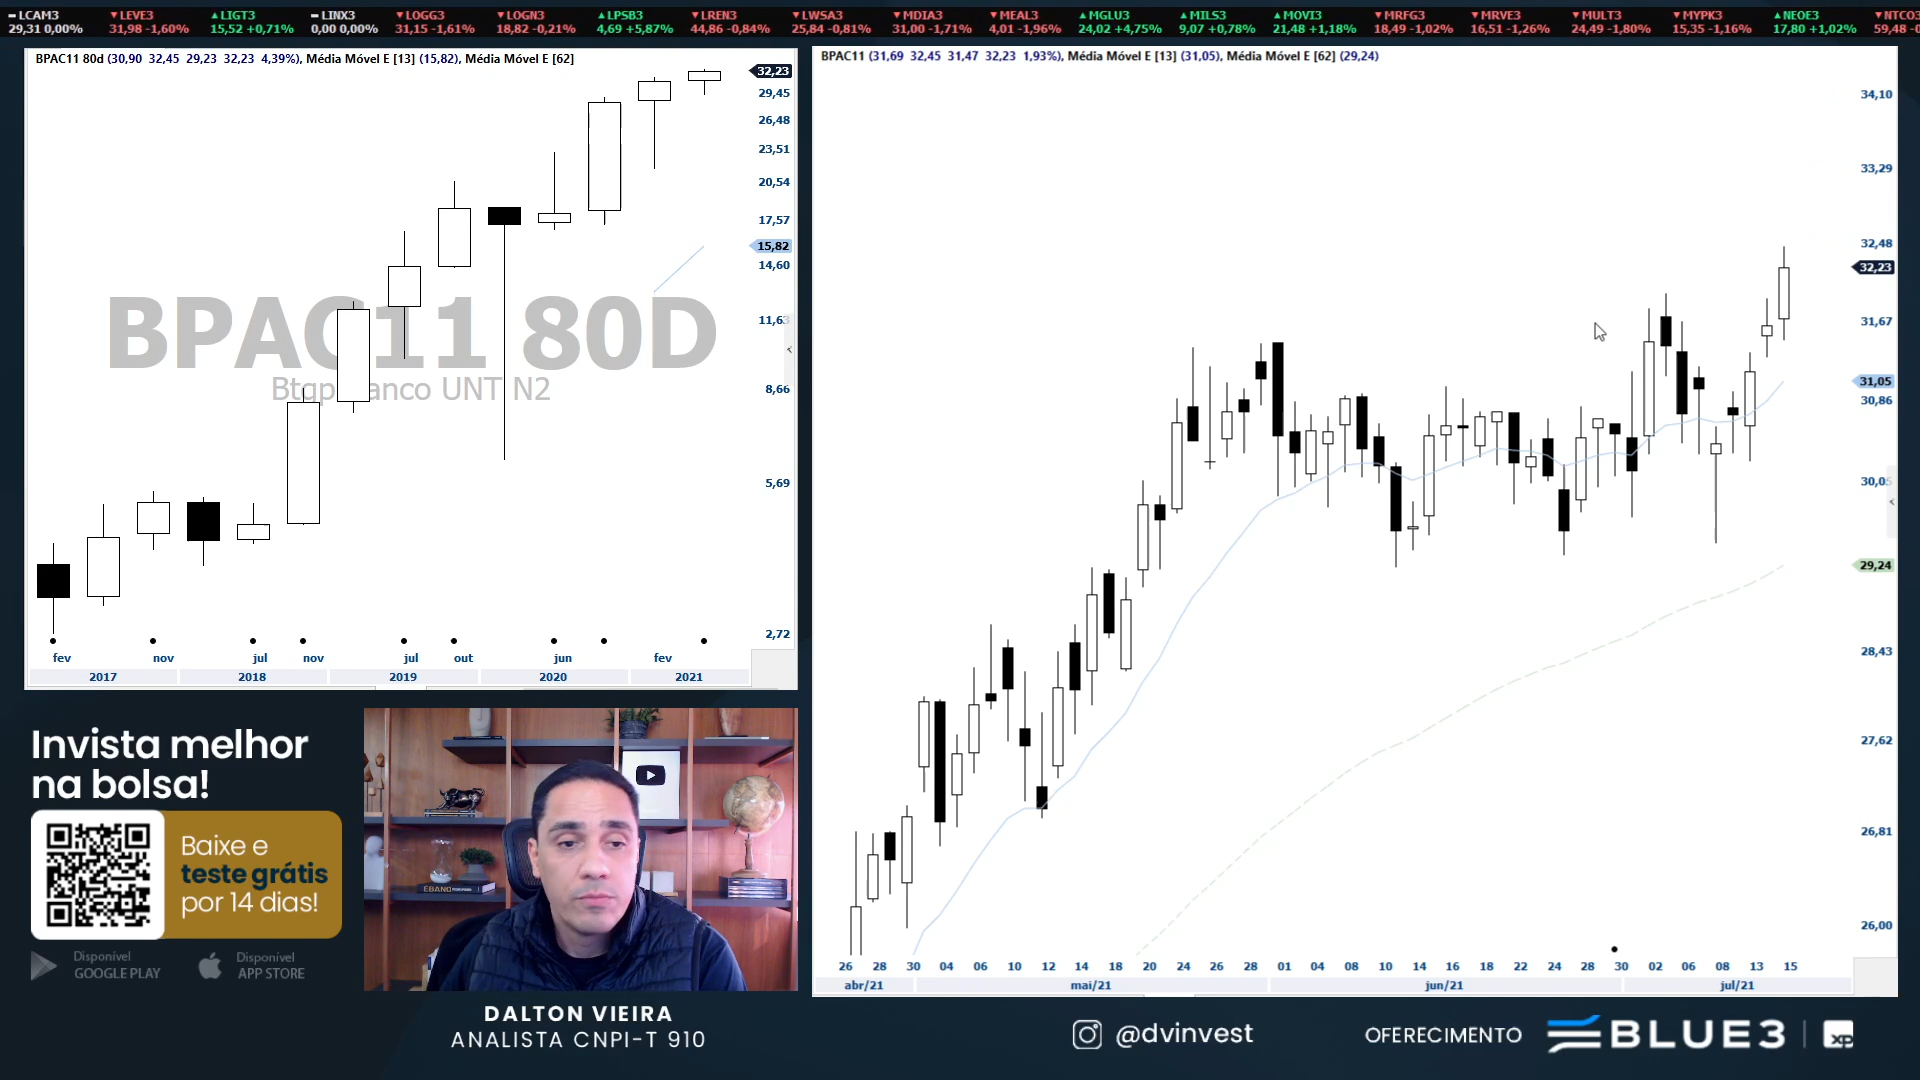 LCAM3 LEVE3 LIGT3 LINX3 LOGG3 LOGN3 LPSB3 LREN3 LWSA3 MDIA3 MEAL3 MGLU3 MILS3 MOVI3 MRFG3 MRVE3 MULT3 MYPK3 NEOE3 NTCO3
29,31 0,00% 31,98 -1,60% 15,52 +0,71% 0,00 0,00% 31,15 -1,61% 18,82 -0,21% 4,69 +5,87% 44,86 -0,84% 25,84 -0,81% 31,00 -1,71% 4,01 -1,96% 24,02 +4,75% 9,07 +0,78% 21,48 +1,18% 18,49 -1,02% 16,51 -1,26% 24,49 -1,80% 15,35 -1,16% 17,80 +1,02% 59,48
BPAC11 80d (30,90 32,45 29,23 32,23 4,39%), Média Móvel E [13] (15,82), Média Móvel E [62]
32,23
29,45
26,48
23,51
20,54
17,57
15,82
14,60
11,63
8,66
5,69
2,72
BPAC11 80D
Btgp Banco UNT N2
fev nov jul nov jul out jun fev
2017 2018 2019 2020 2021
BPAC11 (31,69 32,45 31,47 32,23 1,93%), Média Móvel E [13] (31,05), Média Móvel E [62] (29,24)
34,10
33,29
32,48
32,23
31,67
31,05
30,86
30,05
29,24
28,43
27,62
26,81
26,00
26 28 30 04 06 10 12 14 18 20 24 26 28 01 04 08 10 14 16 18 22 24 28 30 02 06 08 13 15
abr/21 mai/21 jun/21 jul/21
Invista melhor
na bolsa!
Baixe e
teste grátis
por 14 dias!
Disponível
GOOGLE PLAY
Disponível
APP STORE
ÉBANO
DALTON VIEIRA
ANALISTA CNPI-T 910
@dvinvest
OFERECIMENTO
BLUE3
xp